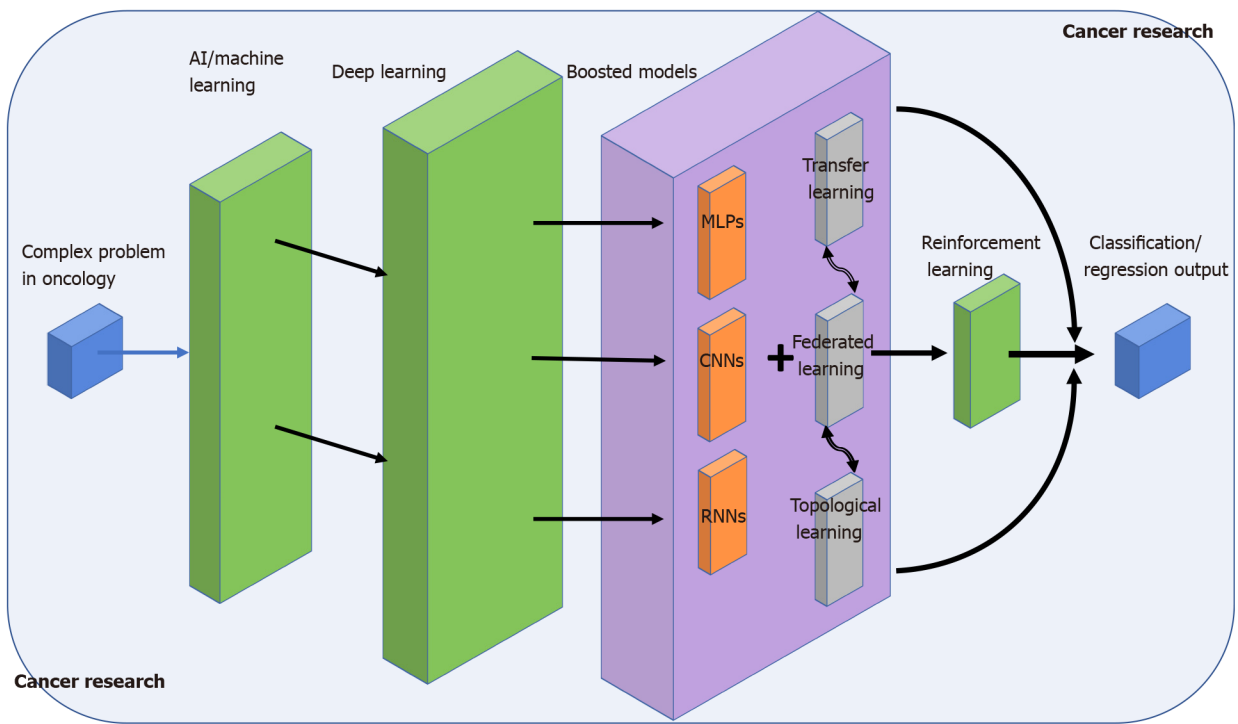 Cancer research
AI/machine
learning
Deep learning
Boosted models
Complex problem
in oncology
MLPs
CNNs
RNNs
+
Transfer
learning
Federated
learning
Topological
learning
Reinforcement
learning
Classification/
regression output
Cancer research